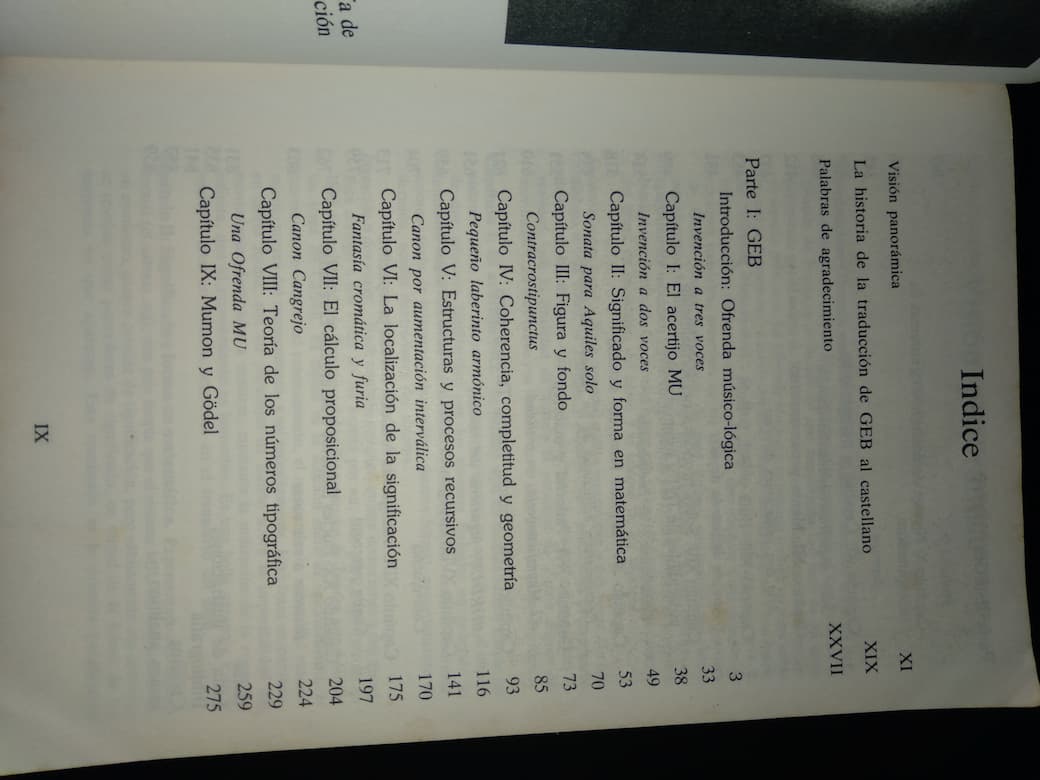 Indice
Visión panorámica XI
La historia de la traducción de GEB al castellano XIX
Palabras de agradecimiento XXVII
Parte I: GEB
Introducción: Ofrenda músico-lógica 3
Invención a tres voces 33
Capítulo I: El acertijo MU 38
Invención a dos voces 49
Capítulo II: Significado y forma en matemática 53
Sonata para Aquiles solo 70
Capítulo III: Figura y fondo 73
Contracrostipunctus 85
Capítulo IV: Coherencia, completitud y geometría 93
Pequeño laberinto armónico 116
Capítulo V: Estructuras y procesos recursivos 141
Canon por aumentación interválica 170
Capítulo VI: La localización de la significación 175
Fantasía cromática y furia 197
Capítulo VII: El cálculo proposicional 204
Canon Cangrejo 224
Capítulo VIII: Teoría de los números tipográfica 229
Una Ofrenda MU 259
Capítulo IX: Mumon y Gödel 275
IX
de
ción